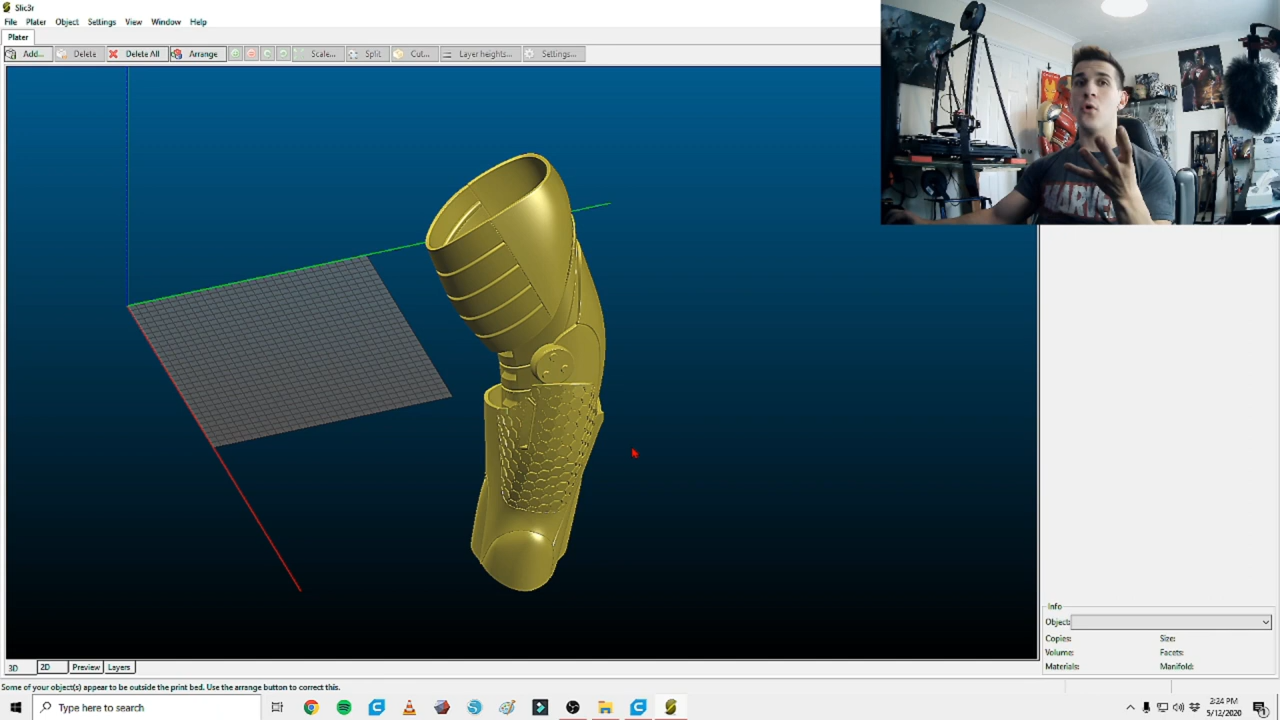 Slic3r
File Plater Object Settings View Window Help
Plater
Add... Delete Delete All Arrange Scale... Split Cut... Layer heights... Settings...
MARVEL
Info
Object:
Copies: Size:
Volume: Facets:
Materials: Manifold:
3D 2D Preview Layers
Some of your object(s) appear to be outside the print bed. Use the arrange button to correct this.
Type here to search
2:24 PM
5/12/2020